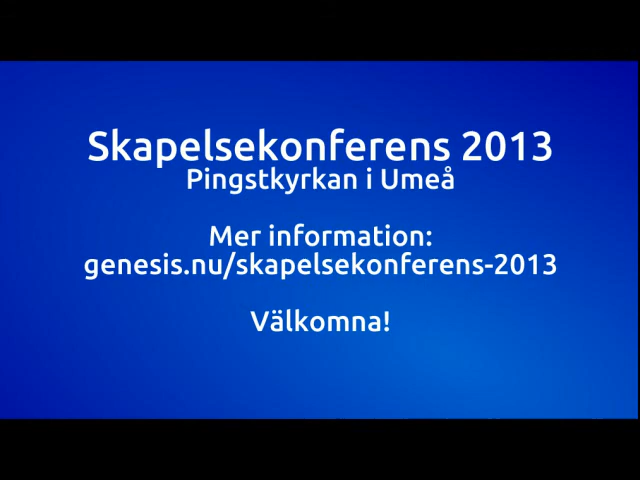 Skapelsekonferens 2013
Pingstkyrkan i Umeå
Mer information:
genesis.nu/skapelsekonferens-2013
Välkomna!